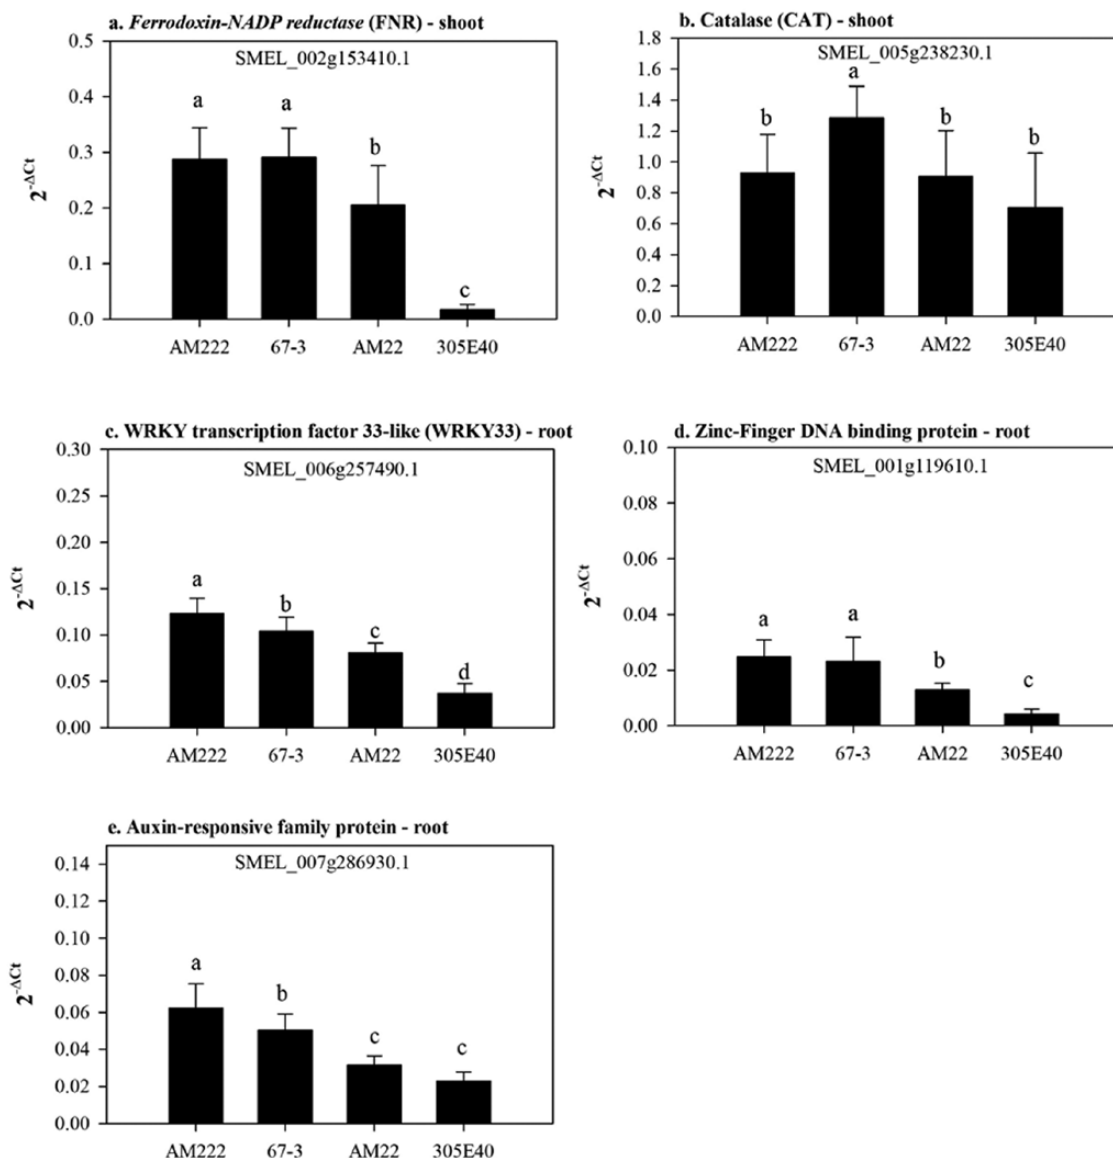 a. Ferrodoxin-NADP reductase (FNR) - shoot
SMEL_002g153410.1
0.5
0.4
0.3
0.2
0.1
0.0
2^-ΔCt
a
a
b
c
AM222 67-3 AM22 305E40
b. Catalase (CAT) - shoot
SMEL_005g238230.1
1.8
1.6
1.4
1.2
1.0
0.8
0.6
0.4
0.2
0.0
2^-ΔCt
b
a
b
b
AM222 67-3 AM22 305E40
c. WRKY transcription factor 33-like (WRKY33) - root
SMEL_006g257490.1
0.30
0.25
0.20
0.15
0.10
0.05
0.00
2^-ΔCt
a
b
c
d
AM222 67-3 AM22 305E40
d. Zinc-Finger DNA binding protein - root
SMEL_001g119610.1
0.10
0.08
0.06
0.04
0.02
0.00
2^-ΔCt
a
a
b
c
AM222 67-3 AM22 305E40
e. Auxin-responsive family protein - root
SMEL_007g286930.1
0.14
0.12
0.10
0.08
0.06
0.04
0.02
0.00
2^-ΔCt
a
b
c
c
AM222 67-3 AM22 305E40